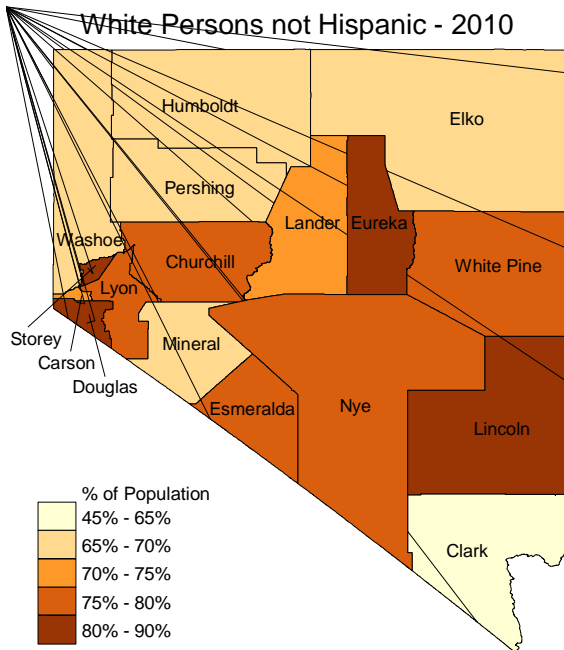 White Persons not Hispanic - 2010
Humboldt
Elko
Pershing
Lander
Eureka
Washoe
Churchill
White Pine
Lyon
Storey
Carson
Douglas
Mineral
Esmeralda
Nye
Lincoln
Clark
% of Population
45% - 65%
65% - 70%
70% - 75%
75% - 80%
80% - 90%